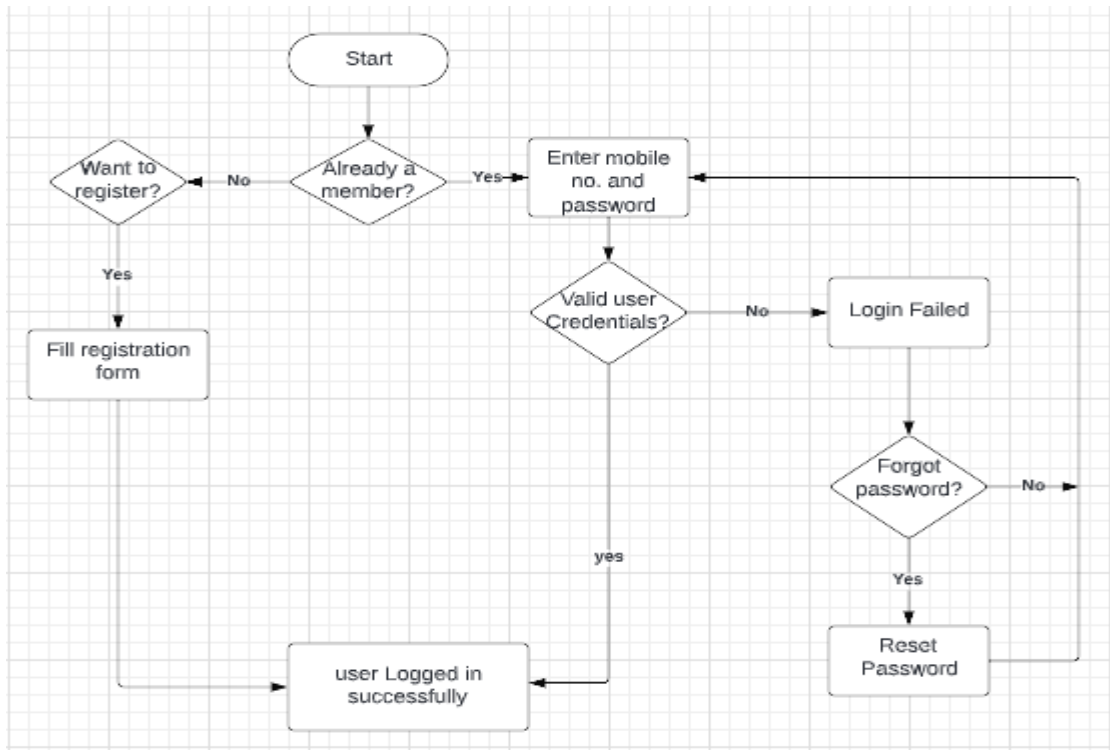 Start
Want to
register?
No
Already a
member?
Yes
Enter mobile
no. and
password
Yes
Fill registration
form
Valid user
Credentials?
No
Login Failed
Forgot
password?
No
yes
Yes
Reset
Password
user Logged in
successfully